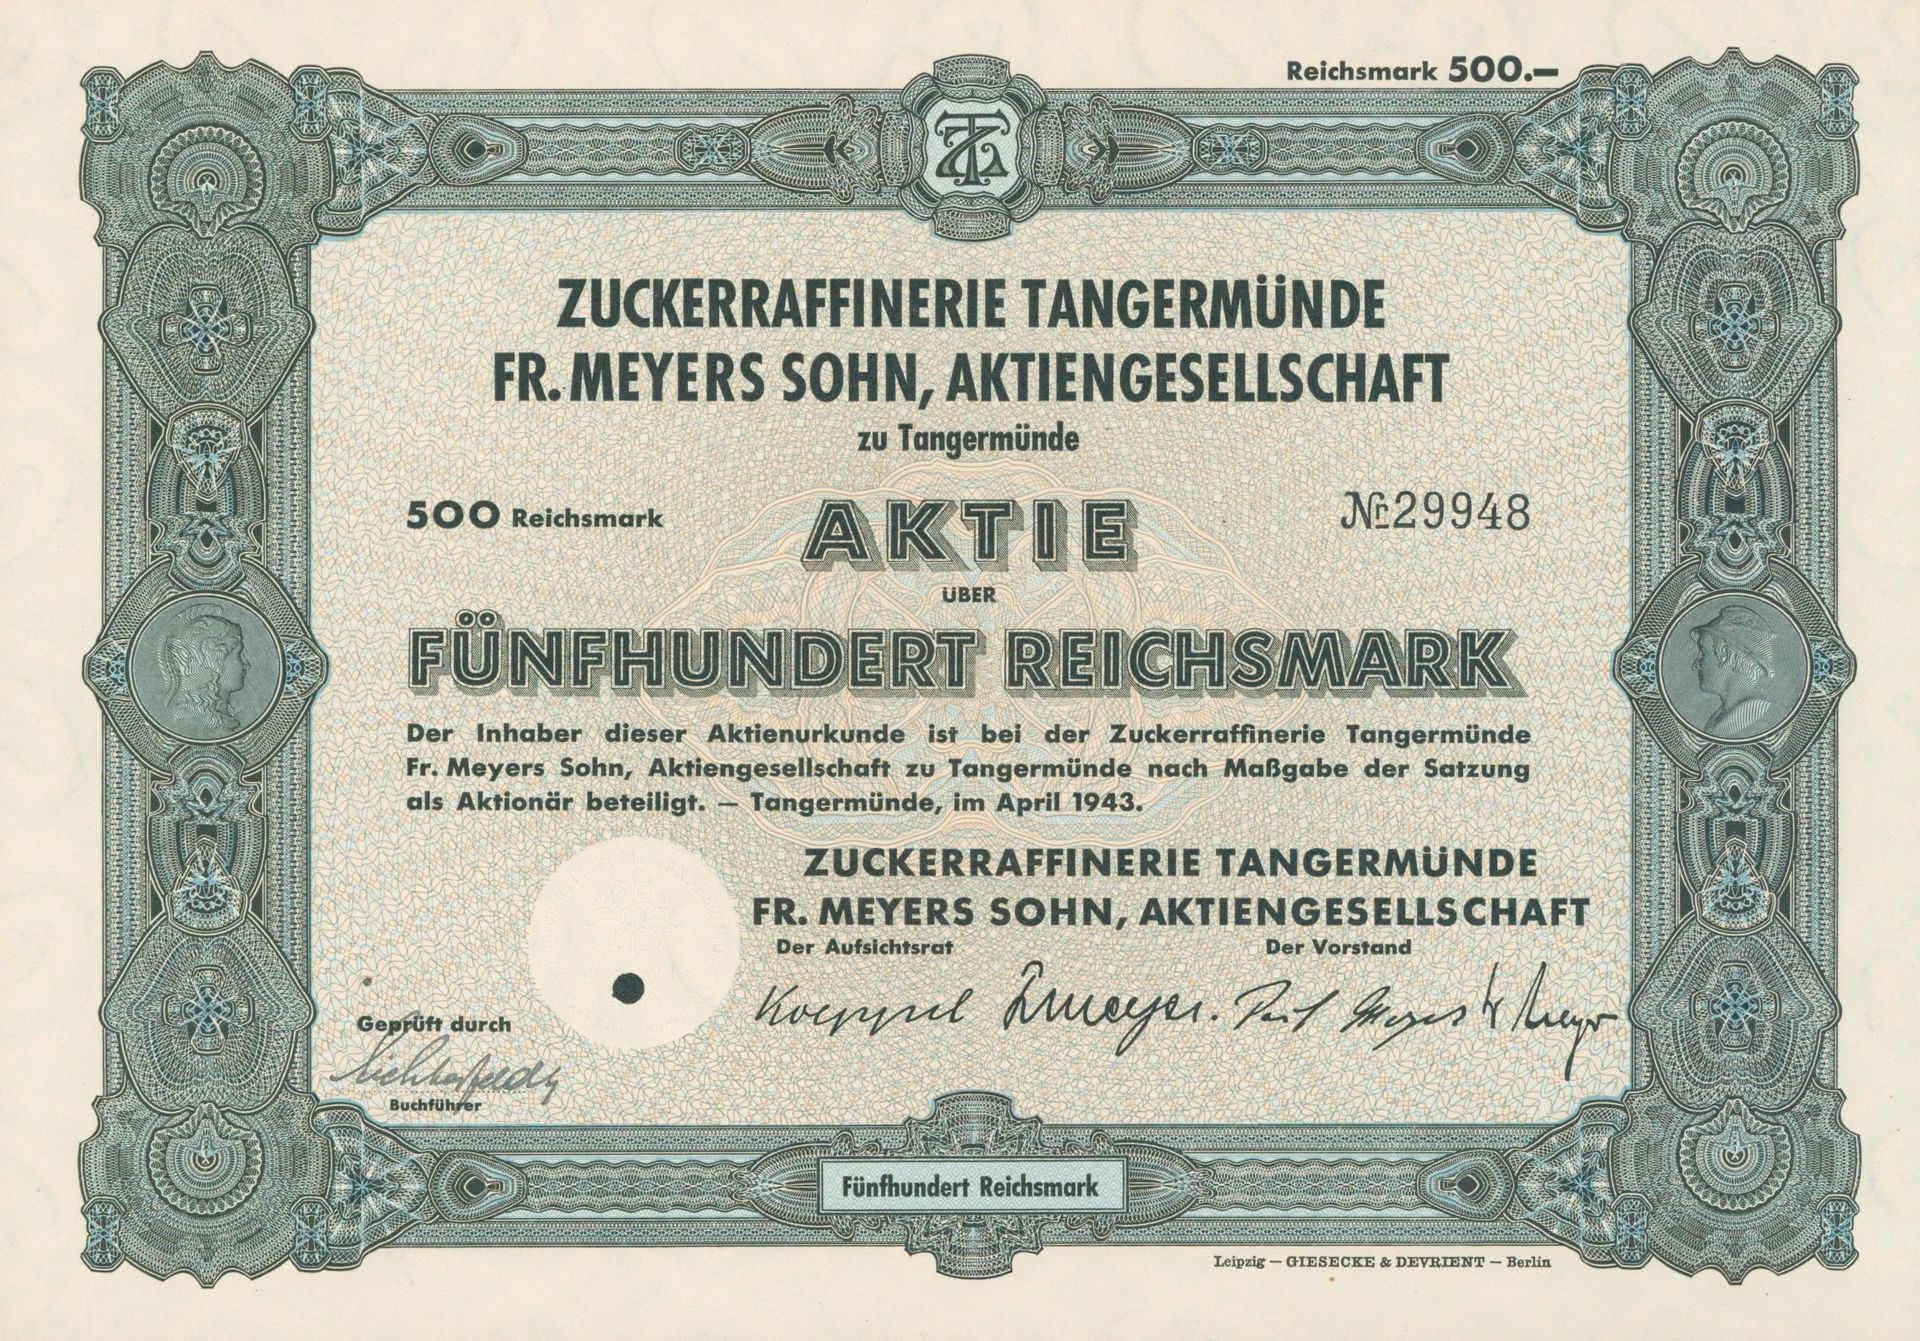 Reichsmark 500.—
TZ
ZUCKERRAFFINERIE TANGERMÜNDE
FR. MEYERS SOHN, AKTIENGESELLSCHAFT
zu Tangermünde
500 Reichsmark AKTIE Nr. 29948
ÜBER
FÜNFHUNDERT REICHSMARK
Der Inhaber dieser Aktienurkunde ist bei der Zuckerraffinerie Tangermünde
Fr. Meyers Sohn, Aktiengesellschaft zu Tangermünde nach Maßgabe der Satzung
als Aktionär beteiligt. — Tangermünde, im April 1943.
ZUCKERRAFFINERIE TANGERMÜNDE
FR. MEYERS SOHN, AKTIENGESELLSCHAFT
Der Aufsichtsrat Der Vorstand
Koeppel
Geprüft durch
Buchführer
Fünfhundert Reichsmark
Leipzig — GIESECKE & DEVRIENT — Berlin